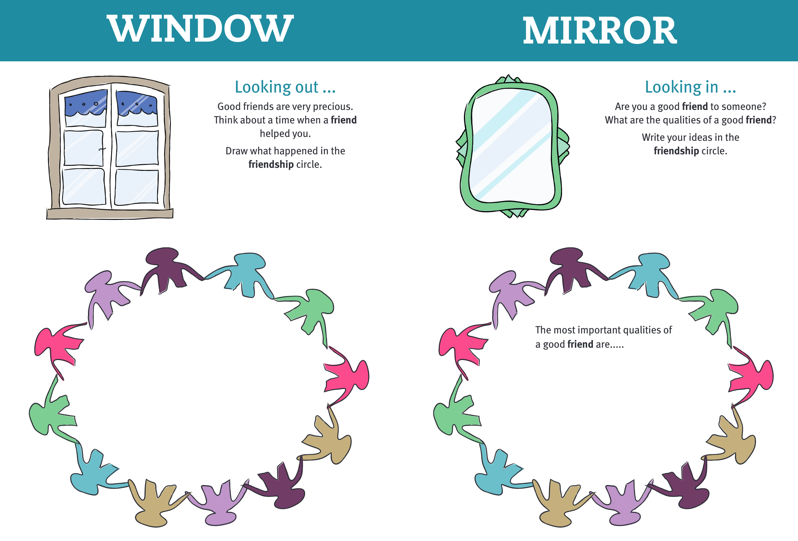 WINDOW
Looking out ...
Good friends are very precious.
Think about a time when a friend
helped you.
Draw what happened in the
friendship circle.
MIRROR
Looking in ...
Are you a good friend to someone?
What are the qualities of a good friend?
Write your ideas in the
friendship circle.
The most important qualities of
a good friend are.....